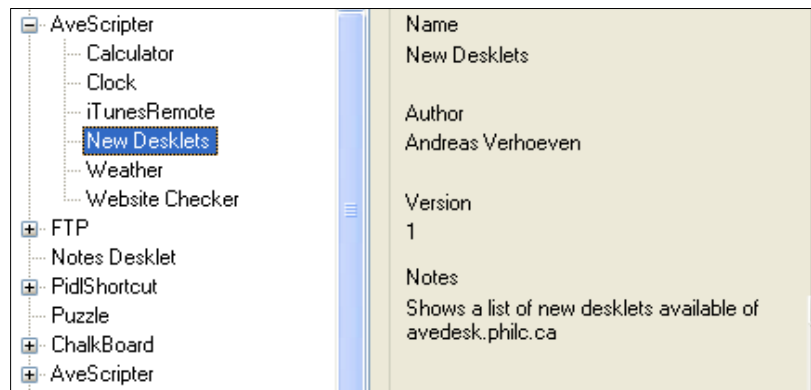 AveScripter
Calculator
Clock
iTunesRemote
New Desklets
Weather
Website Checker
FTP
Notes Desklet
PidlShortcut
Puzzle
ChalkBoard
AveScripter
Name
New Desklets
Author
Andreas Verhoeven
Version
1
Notes
Shows a list of new desklets available of
avedesk.philc.ca